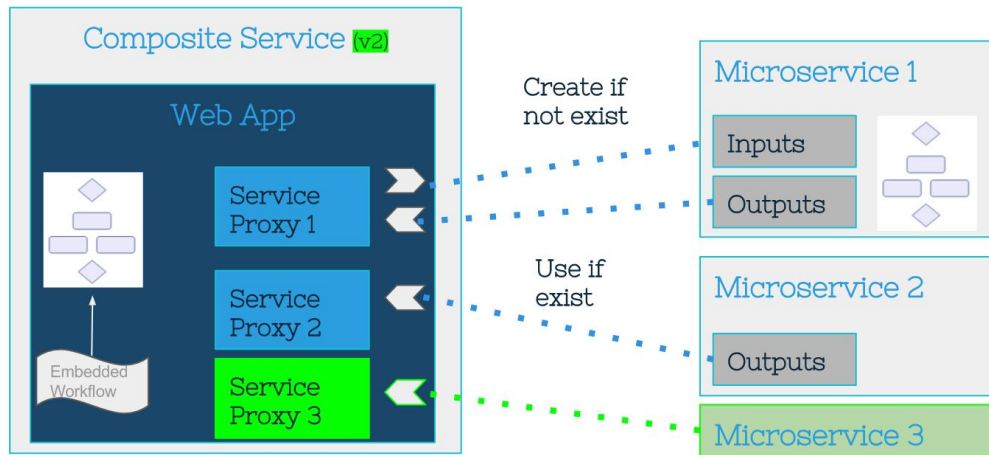 Composite Service (v2)
Web App
Service
Proxy 1
Service
Proxy 2
Service
Proxy 3
Embedded
Workflow
Create if
not exist
Use if
exist
Microservice 1
Inputs
Outputs
Microservice 2
Outputs
Microservice 3